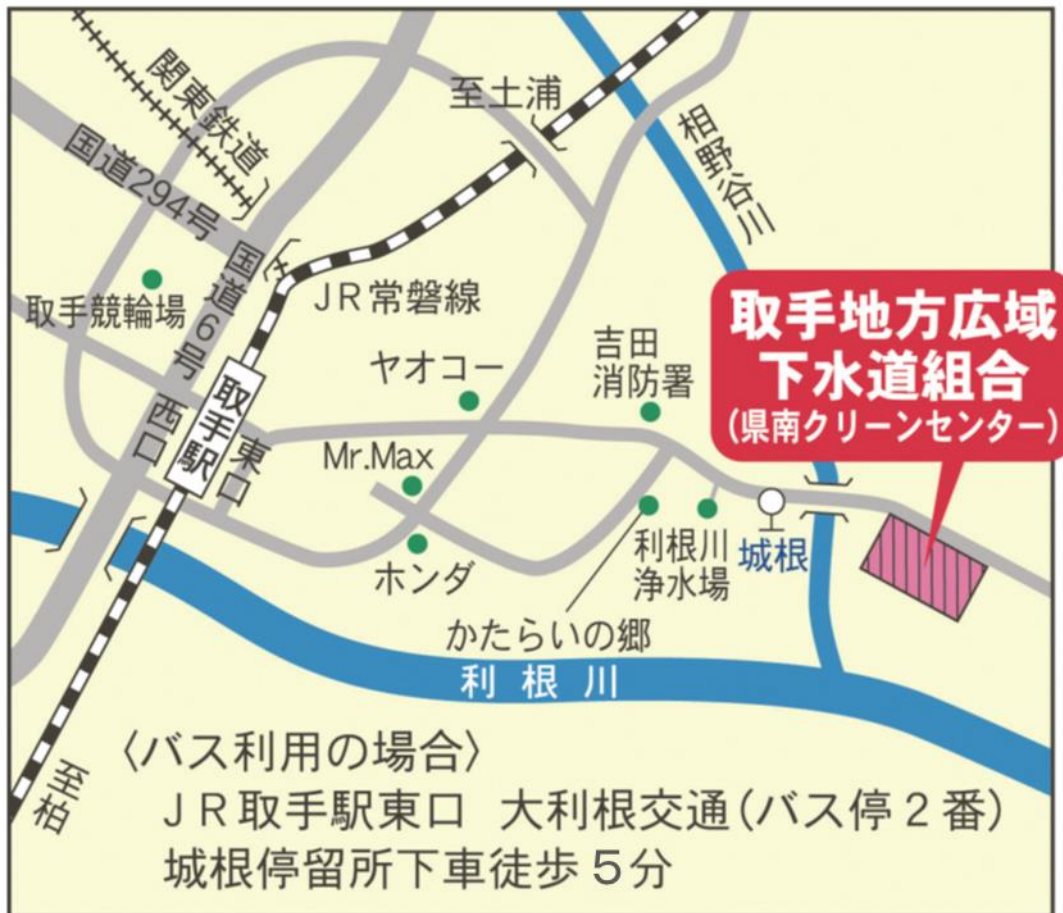 関東鉄道
至土浦
相野谷川
国道294号
国道6号
取手競輪場
JR常磐線
ヤオコー
吉田
消防署
取手地方広域
下水道組合
(県南クリーンセンター)
西口
取手駅
東口
Mr.Max
ホンダ
利根川
浄水場
城根
かたらいの郷
利根川
至柏
〈バス利用の場合〉
JR取手駅東口 大利根交通(バス停2番)
城根停留所下車徒歩5分